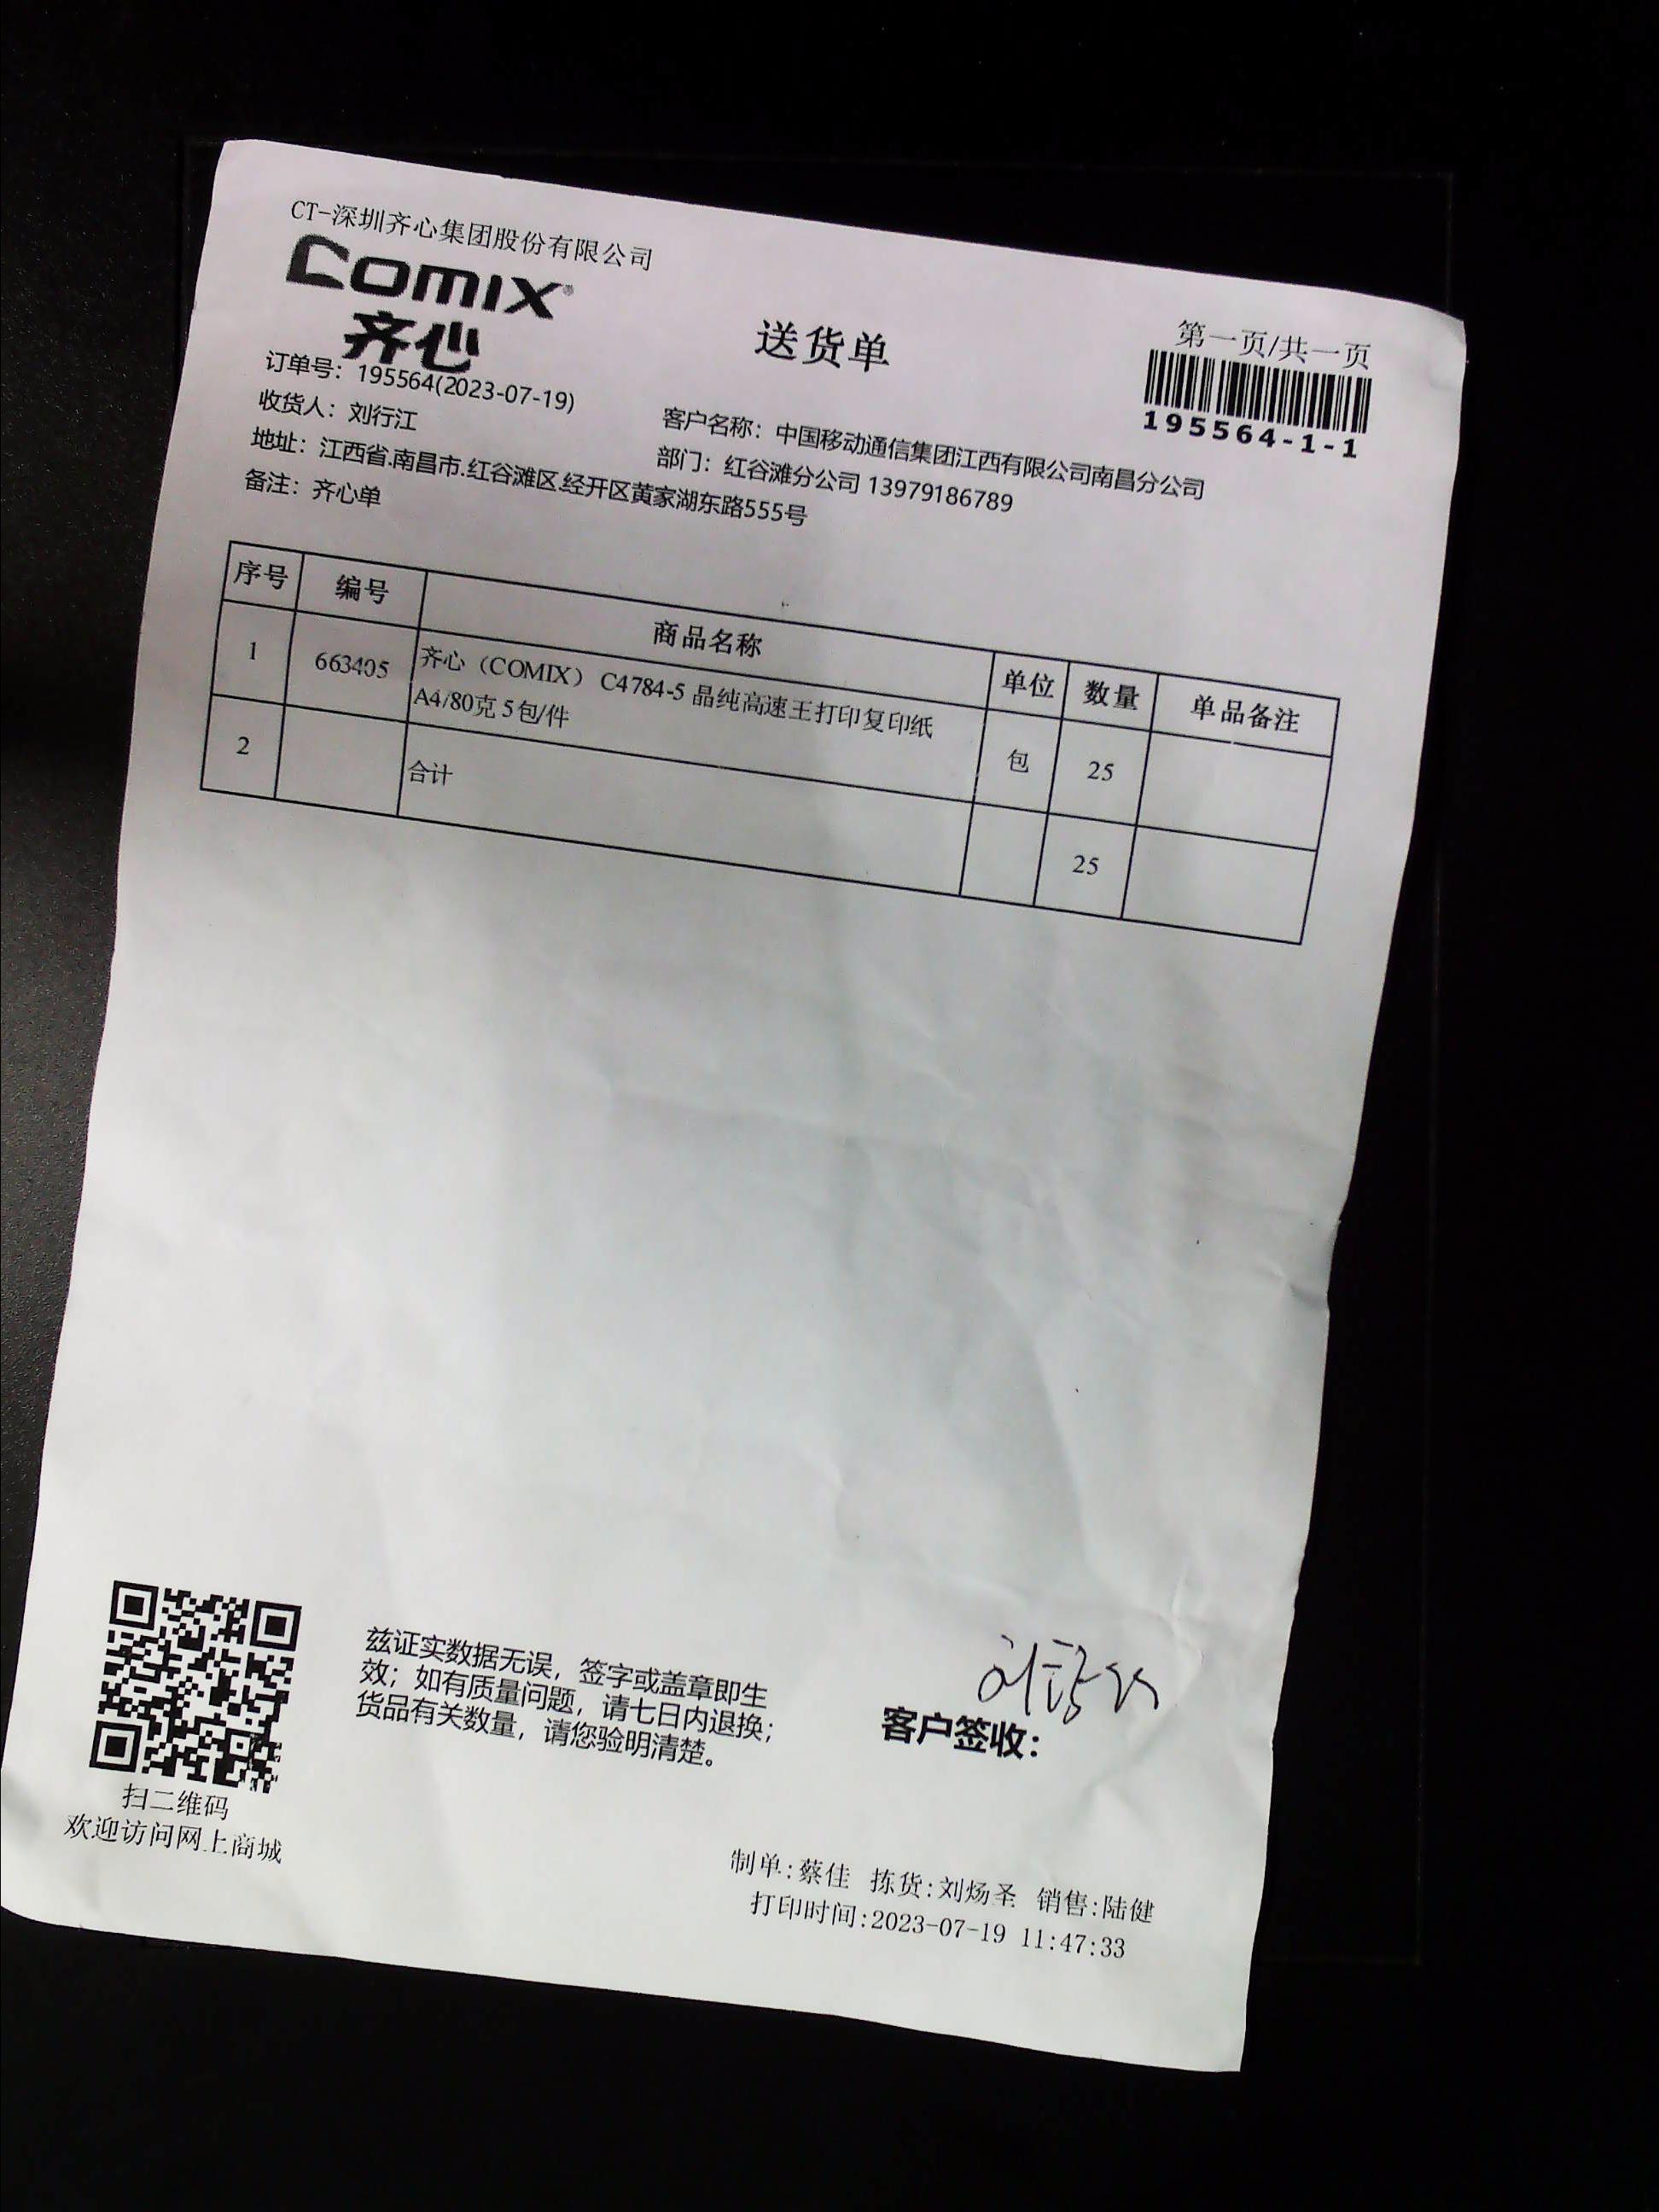 CT-深圳齐心集团股份有限公司
COMIX®
齐心
送货单
第一页/共一页
195564-1-1
订单号：195564(2023-07-19)
收货人：刘行江
客户名称：中国移动通信集团江西有限公司南昌分公司
地址：江西省.南昌市.红谷滩区.经开区黄家湖东路555号
部门：红谷滩分公司 13979186789
备注：齐心单
序号 编号 商品名称 单位 数量 单品备注
1 663405 齐心（COMIX） C4784-5 晶纯高速王打印复印纸 包 25
A4/80克 5包/件
2 合计 25
兹证实数据无误，签字或盖章即生
效；如有质量问题，请七日内退换；
货品有关数量，请您验明清楚。
客户签收：
扫二维码
欢迎访问网上商城
制单:蔡佳 拣货:刘炀圣 销售:陆健
打印时间:2023-07-19 11:47:33